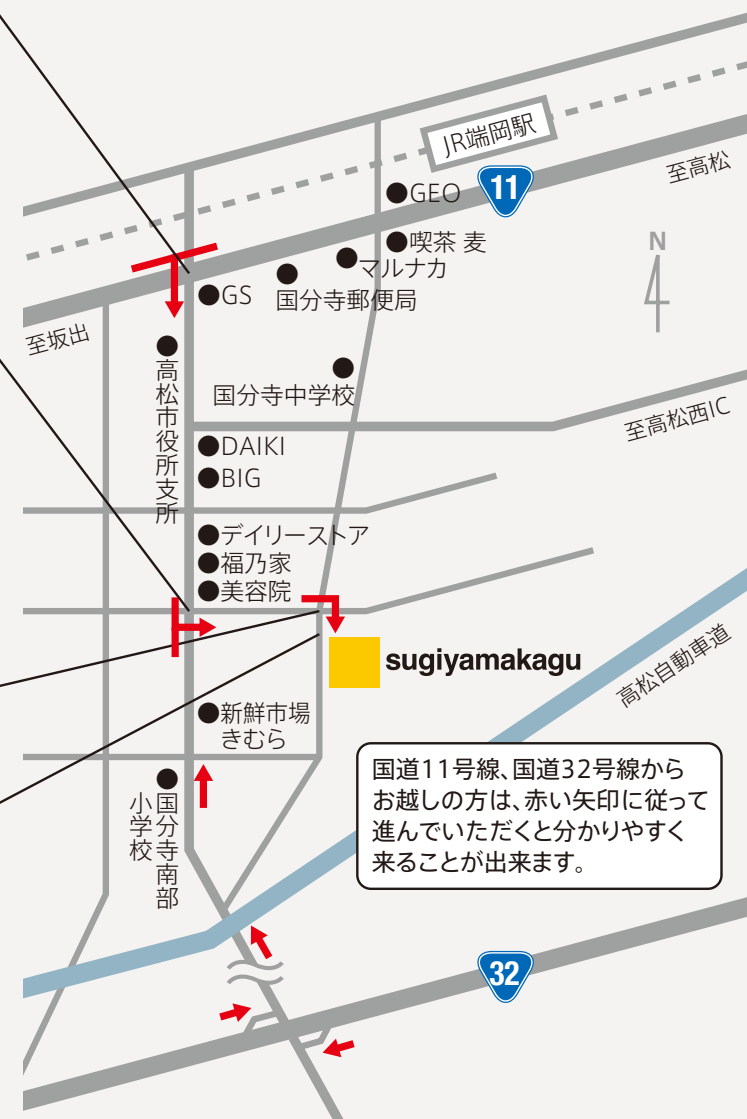 JR端岡駅
11
至高松
GEO
喫茶 麦
マルナカ
N
GS
国分寺郵便局
至坂出
高松市役所支所
国分寺中学校
至高松西IC
DAIKI
BIG
デイリーストア
福乃家
美容院
sugiyamakagu
高松自動車道
新鮮市場
きむら
国道11号線、国道32号線から
お越しの方は、赤い矢印に従って
進んでいただくと分かりやすく
来ることが出来ます。
国分寺南部
小学校
32